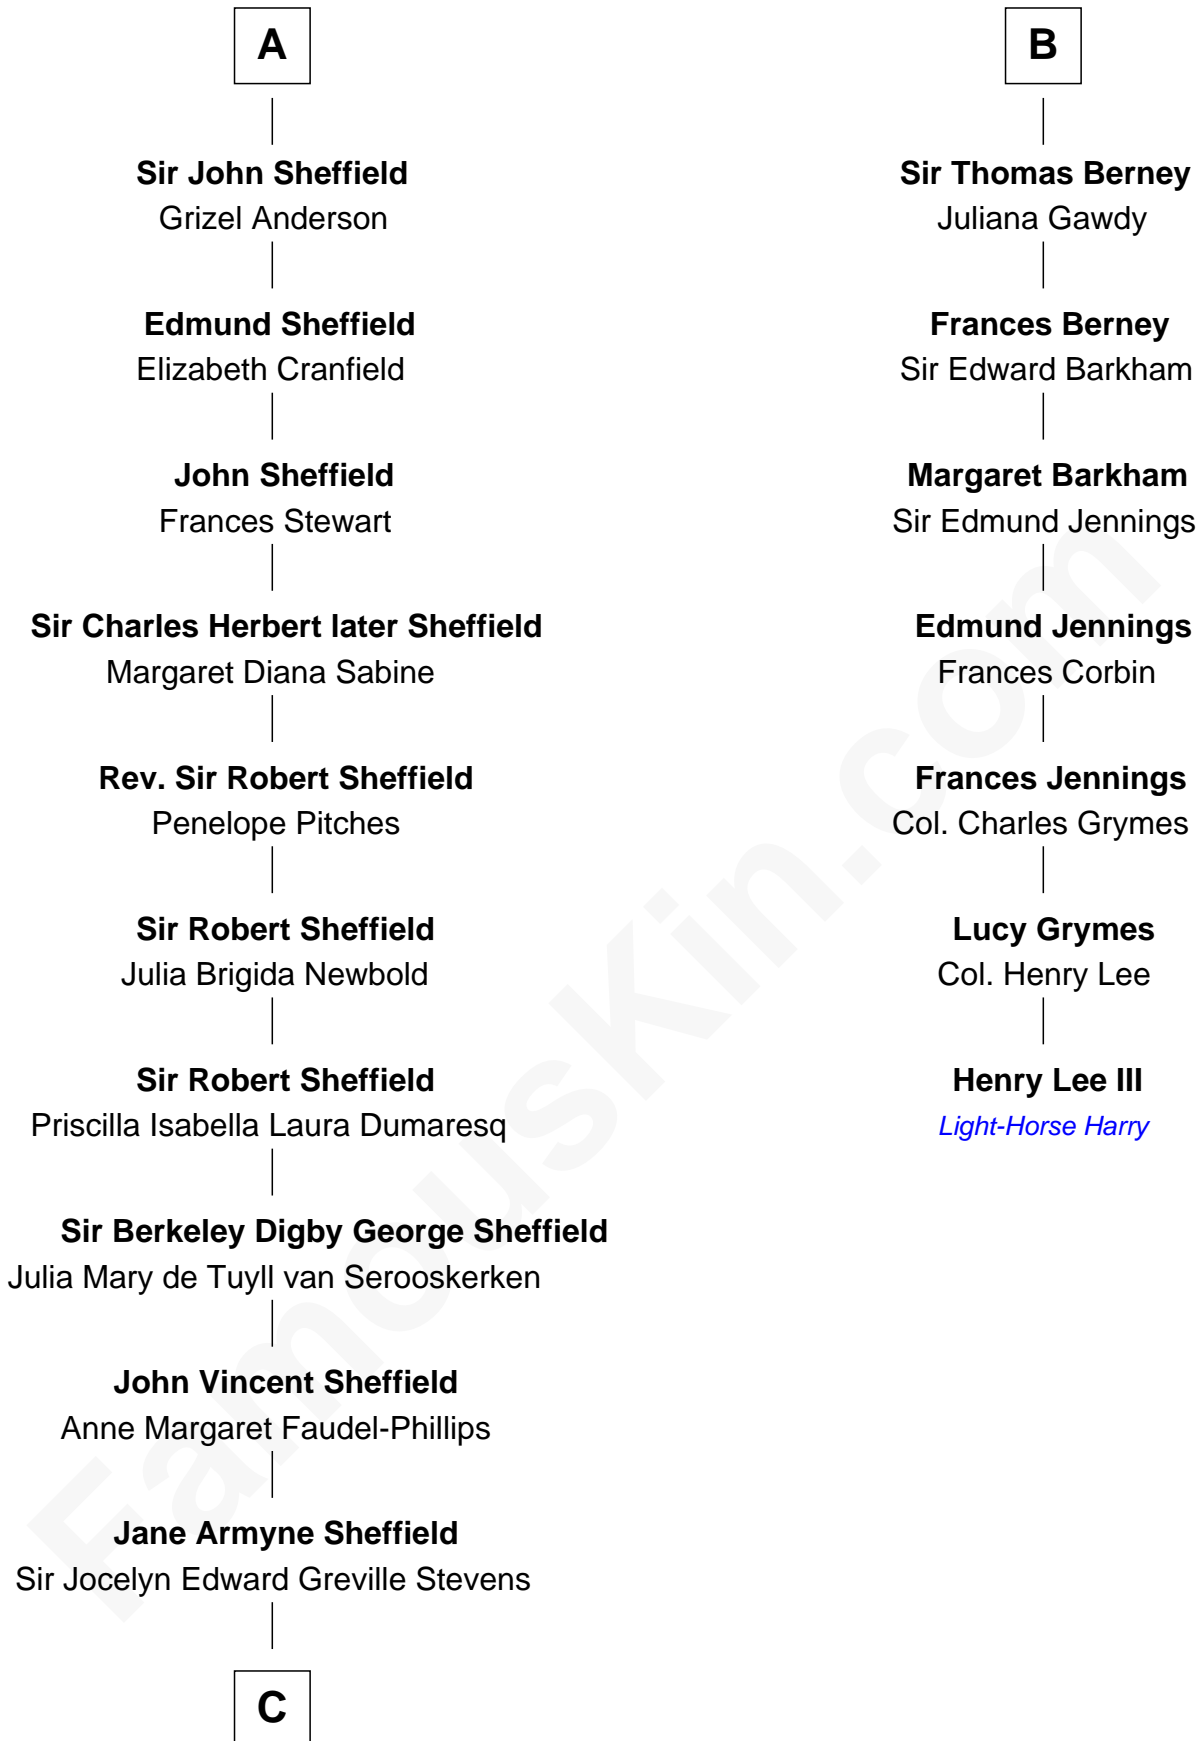 A
Sir John Sheffield
Grizel Anderson
Edmund Sheffield
Elizabeth Cranfield
John Sheffield
Frances Stewart
Sir Charles Herbert later Sheffield
Margaret Diana Sabine
Rev. Sir Robert Sheffield
Penelope Pitches
Sir Robert Sheffield
Julia Brigida Newbold
Sir Robert Sheffield
Priscilla Isabella Laura Dumaresq
Sir Berkeley Digby George Sheffield
Julia Mary de Tuyll van Serooskerken
John Vincent Sheffield
Anne Margaret Faudel-Phillips
Jane Armyne Sheffield
Sir Jocelyn Edward Greville Stevens
C
B
Sir Thomas Berney
Juliana Gawdy
Frances Berney
Sir Edward Barkham
Margaret Barkham
Sir Edmund Jennings
Edmund Jennings
Frances Corbin
Frances Jennings
Col. Charles Grymes
Lucy Grymes
Col. Henry Lee
Henry Lee III
Light-Horse Harry
FamousKin.com